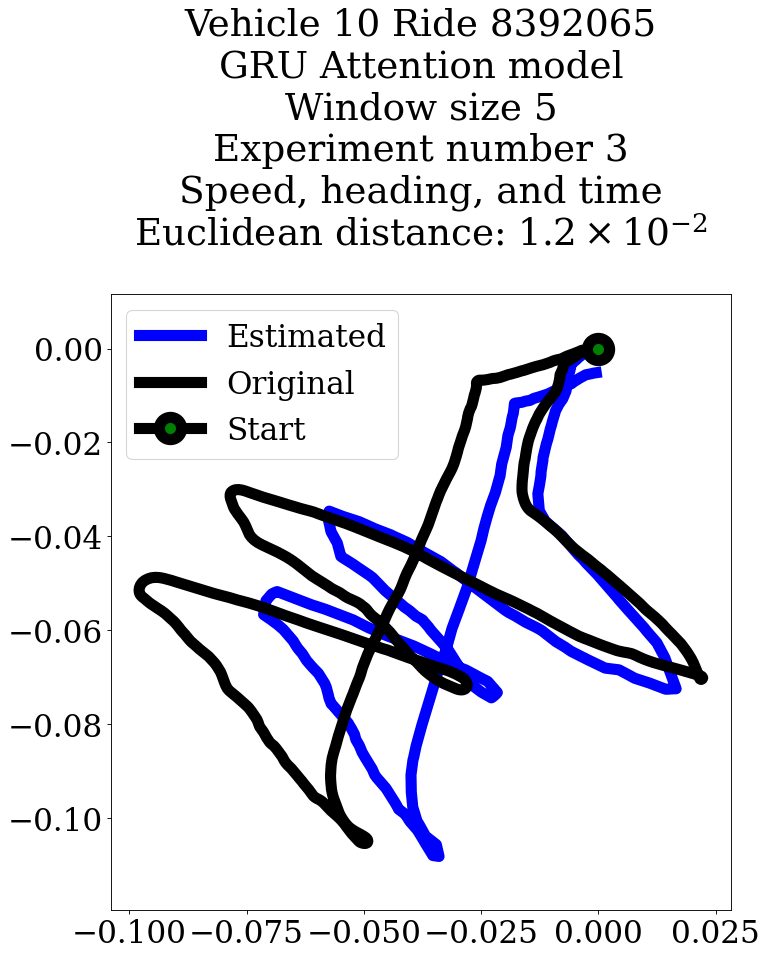 Vehicle 10 Ride 8392065
GRU Attention model
Window size 5
Experiment number 3
Speed, heading, and time
Euclidean distance: 1.2 × 10⁻²
Estimated
Original
Start
0.00
−0.02
−0.04
−0.06
−0.08
−0.10
−0.100 −0.075 −0.050 −0.025 0.000 0.025